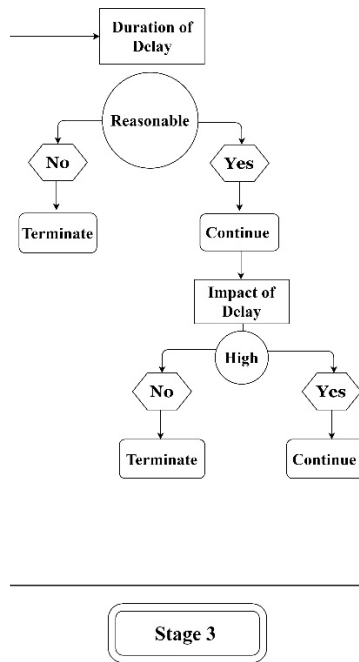 Duration of
Delay
Reasonable
No
Yes
Terminate
Continue
Impact of
Delay
High
No
Yes
Terminate
Continue
Stage 3